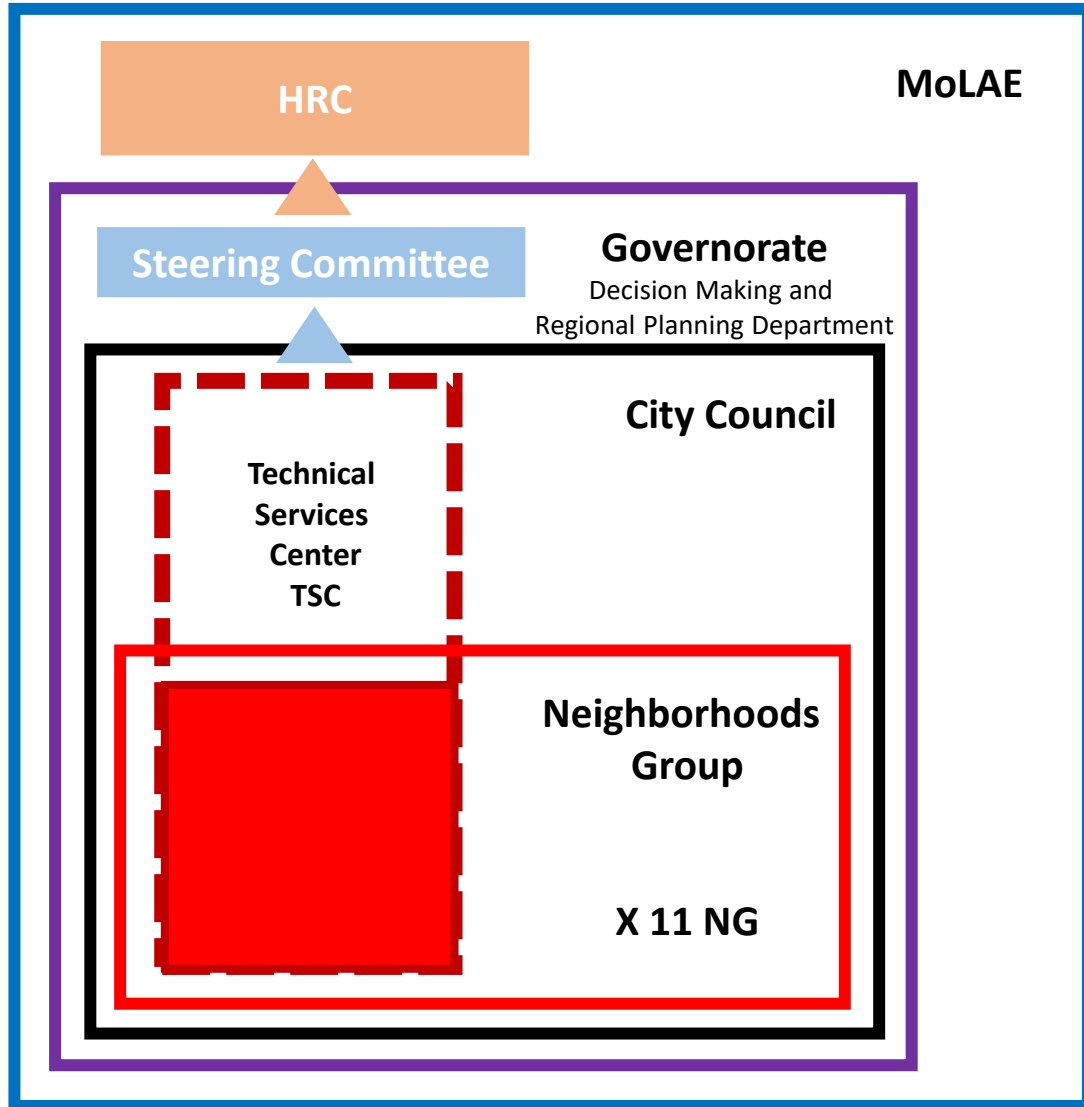 HRC
MoLAE
Steering Committee
Governorate
Decision Making and
Regional Planning Department
City Council
Technical
Services
Center
TSC
Neighborhoods
Group
X 11 NG